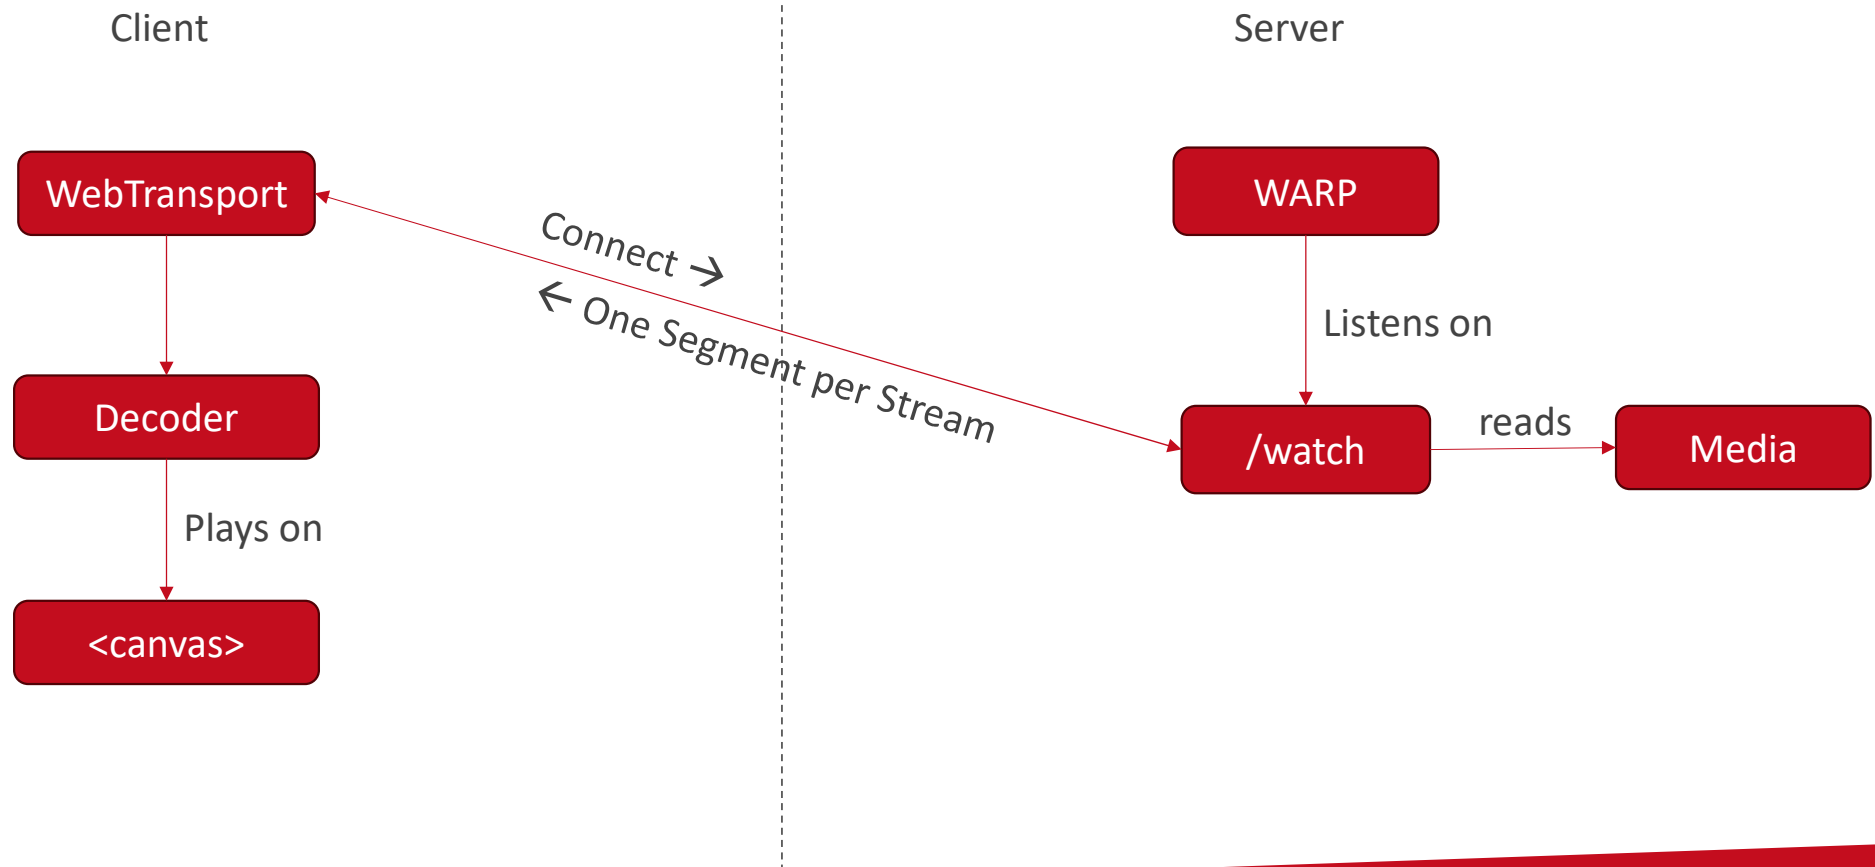 Client
Server
WebTransport
WARP
Connect →
← One Segment per Stream
Listens on
Decoder
/watch
reads
Media
Plays on
<canvas>